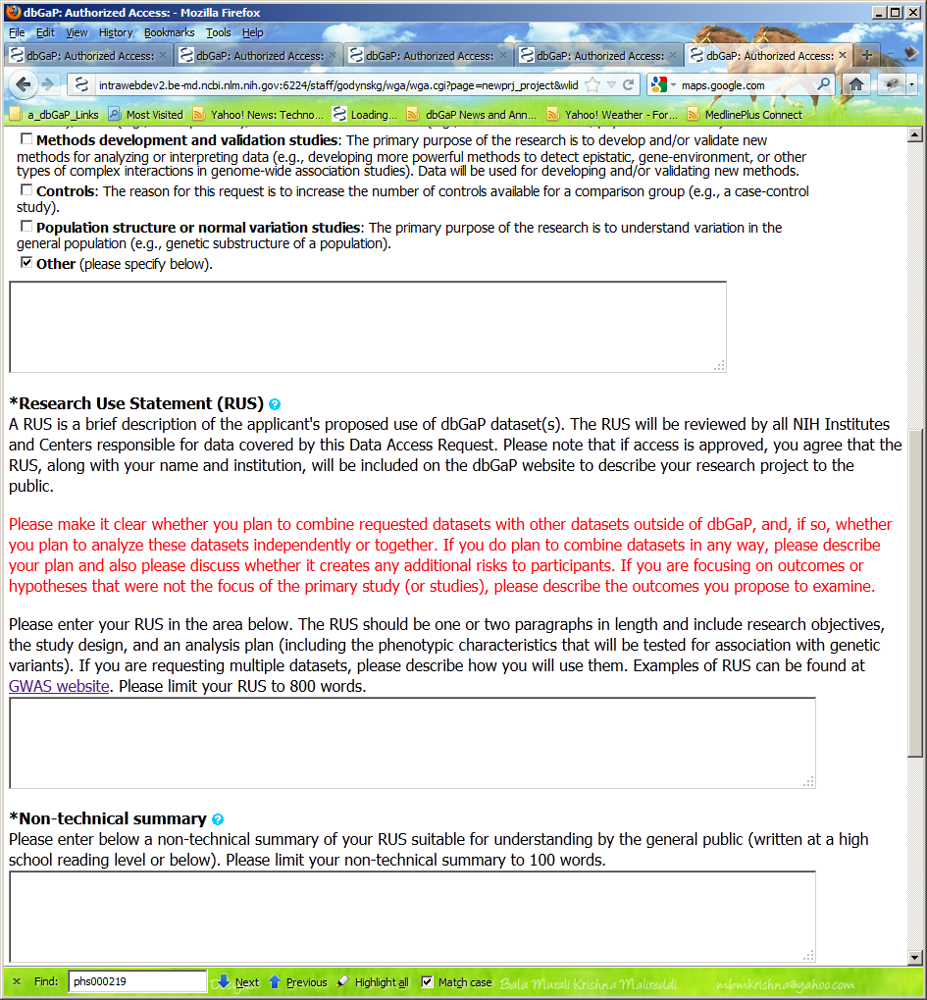 dbGaP: Authorized Access: - Mozilla Firefox
File Edit View History Bookmarks Tools Help
dbGaP: Authorized Access: dbGaP: Authorized Access: dbGaP: Authorized Access: dbGaP: Authorized Access: dbGaP: Authorized Access:
intrawebdev2.be-md.ncbi.nlm.nih.gov:6224/staff/godynskg/wga/wga.cgi?page=newprj_project&wlid maps.google.com
a_dbGaP_Links Most Visited Yahoo! News: Techno... Loading... dbGaP News and Ann... Yahoo! Weather - For... MedlinePlus Connect
Methods development and validation studies: The primary purpose of the research is to develop and/or validate new
methods for analyzing or interpreting data (e.g., developing more powerful methods to detect epistatic, gene-environment, or other
types of complex interactions in genome-wide association studies). Data will be used for developing and/or validating new methods.
Controls: The reason for this request is to increase the number of controls available for a comparison group (e.g., a case-control
study).
Population structure or normal variation studies: The primary purpose of the research is to understand variation in the
general population (e.g., genetic substructure of a population).
Other (please specify below).
*Research Use Statement (RUS) ?
A RUS is a brief description of the applicant's proposed use of dbGaP dataset(s). The RUS will be reviewed by all NIH Institutes
and Centers responsible for data covered by this Data Access Request. Please note that if access is approved, you agree that the
RUS, along with your name and institution, will be included on the dbGaP website to describe your research project to the
public.
Please make it clear whether you plan to combine requested datasets with other datasets outside of dbGaP, and, if so, whether
you plan to analyze these datasets independently or together. If you do plan to combine datasets in any way, please describe
your plan and also please discuss whether it creates any additional risks to participants. If you are focusing on outcomes or
hypotheses that were not the focus of the primary study (or studies), please describe the outcomes you propose to examine.
Please enter your RUS in the area below. The RUS should be one or two paragraphs in length and include research objectives,
the study design, and an analysis plan (including the phenotypic characteristics that will be tested for association with genetic
variants). If you are requesting multiple datasets, please describe how you will use them. Examples of RUS can be found at
GWAS website. Please limit your RUS to 800 words.
*Non-technical summary ?
Please enter below a non-technical summary of your RUS suitable for understanding by the general public (written at a high
school reading level or below). Please limit your non-technical summary to 100 words.
Find: phs000219 Next Previous Highlight all Match case Bala Murali Krishna Malireddi mbmkrishna@yahoo.com